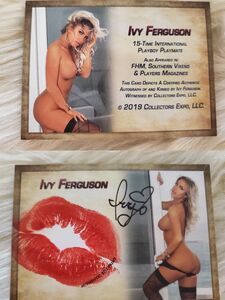 Ivy Ferguson
15-Time International
Playboy Playmate
Also Appeared in:
FHM, Southern Vixens
& Players Magazines
This Card Depicts a Certified Authentic
Autograph of and Kissed by Ivy Ferguson.
Witnessed by Collectors Expo, LLC.
© 2019 Collectors Expo, LLC.
Ivy Ferguson
Ivy